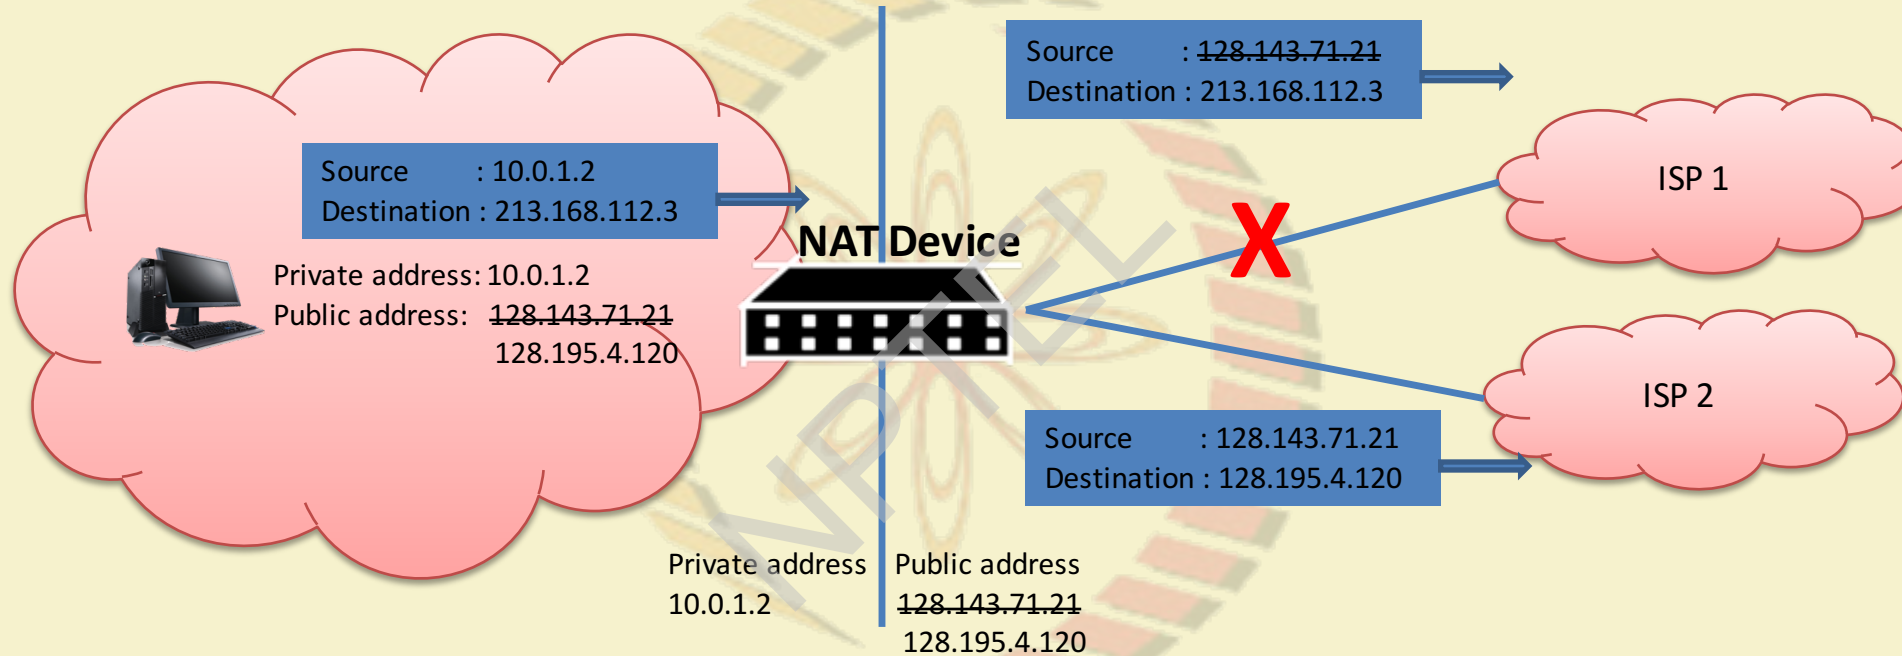 Source : 128.143.71.21
Destination : 213.168.112.3
Source : 10.0.1.2
Destination : 213.168.112.3
ISP 1
NAT Device
Private address: 10.0.1.2
Public address: 128.143.71.21
128.195.4.120
X
ISP 2
Source : 128.143.71.21
Destination : 128.195.4.120
Private address
10.0.1.2
Public address
128.143.71.21
128.195.4.120
NPTEL